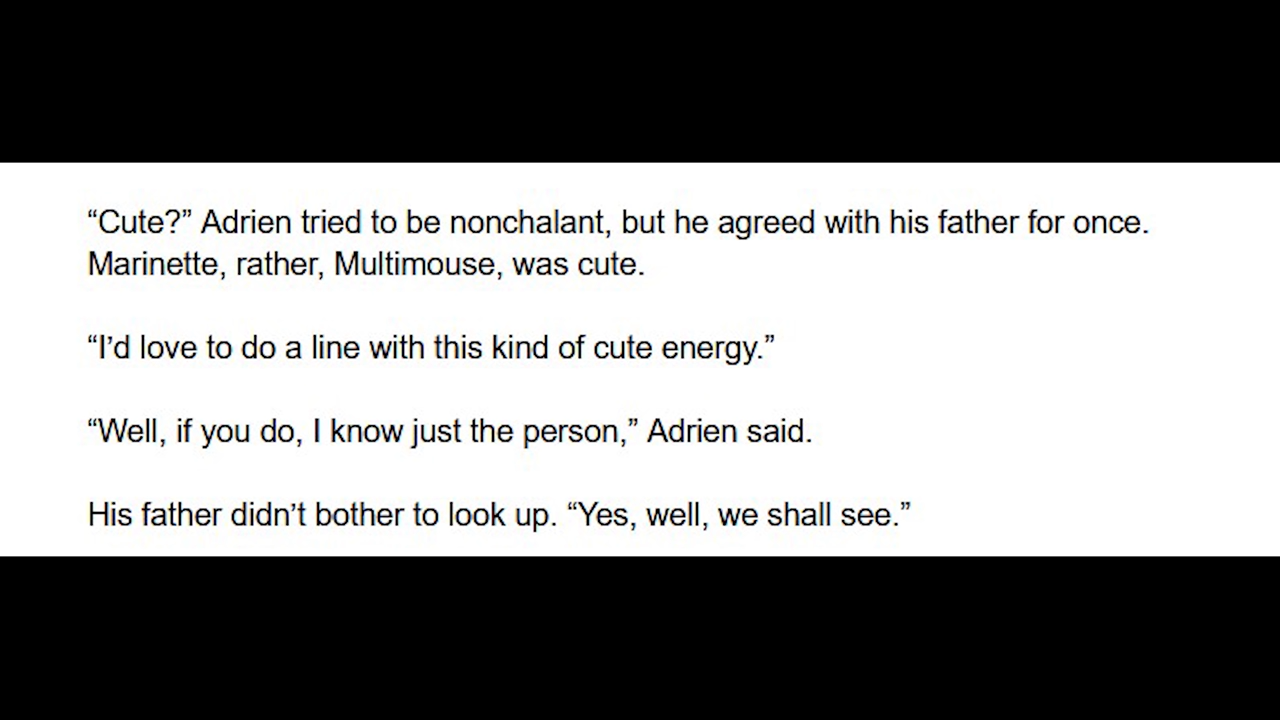 “Cute?” Adrien tried to be nonchalant, but he agreed with his father for once.
Marinette, rather, Multimouse, was cute.
“I’d love to do a line with this kind of cute energy.”
“Well, if you do, I know just the person,” Adrien said.
His father didn’t bother to look up. “Yes, well, we shall see.”